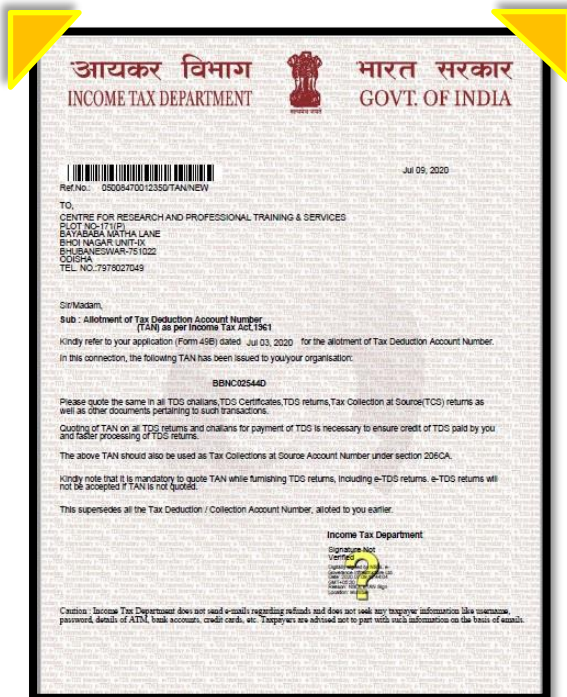 आयकर विभाग
INCOME TAX DEPARTMENT
सत्यमेव जयते
भारत सरकार
GOVT. OF INDIA
Jul 09, 2020
Ref.No.: 05008470012350/TAN/NEW
TO,
CENTRE FOR RESEARCH AND PROFESSIONAL TRAINING & SERVICES
PLOT NO-171(P)
BAYABABA MATHA LANE
BHOI NAGAR UNIT-IX
BHUBANESWAR-751022
ODISHA
TEL. NO.:7978027049
Sir/Madam,
Sub : Allotment of Tax Deduction Account Number
(TAN) as per Income Tax Act,1961
Kindly refer to your application (Form 49B) dated Jul 03, 2020 for the allotment of Tax Deduction Account Number.
In this connection, the following TAN has been issued to you/your organisation:
BBNC02544D
Please quote the same in all TDS challans,TDS Certificates,TDS returns,Tax Collection at Source(TCS) returns as
well as other documents pertaining to such transactions.
Quoting of TAN on all TDS returns and challans for payment of TDS is necessary to ensure credit of TDS paid by you
and faster processing of TDS returns.
The above TAN should also be used as Tax Collections at Source Account Number under section 206CA.
Kindly note that it is mandatory to quote TAN while furnishing TDS returns, including e-TDS returns. e-TDS returns will
not be accepted if TAN is not quoted.
This supersedes all the Tax Deduction / Collection Account Number, alloted to you earlier.
Income Tax Department
Signature Not
Verified
Digitally signed by
Date: 2020
Reason:
Location:
Caution : Income Tax Department does not send e-mails regarding refunds and does not seek any taxpayer information like username,
password, details of ATM, bank accounts, credit cards, etc. Taxpayers are advised not to part with such information on the basis of emails.